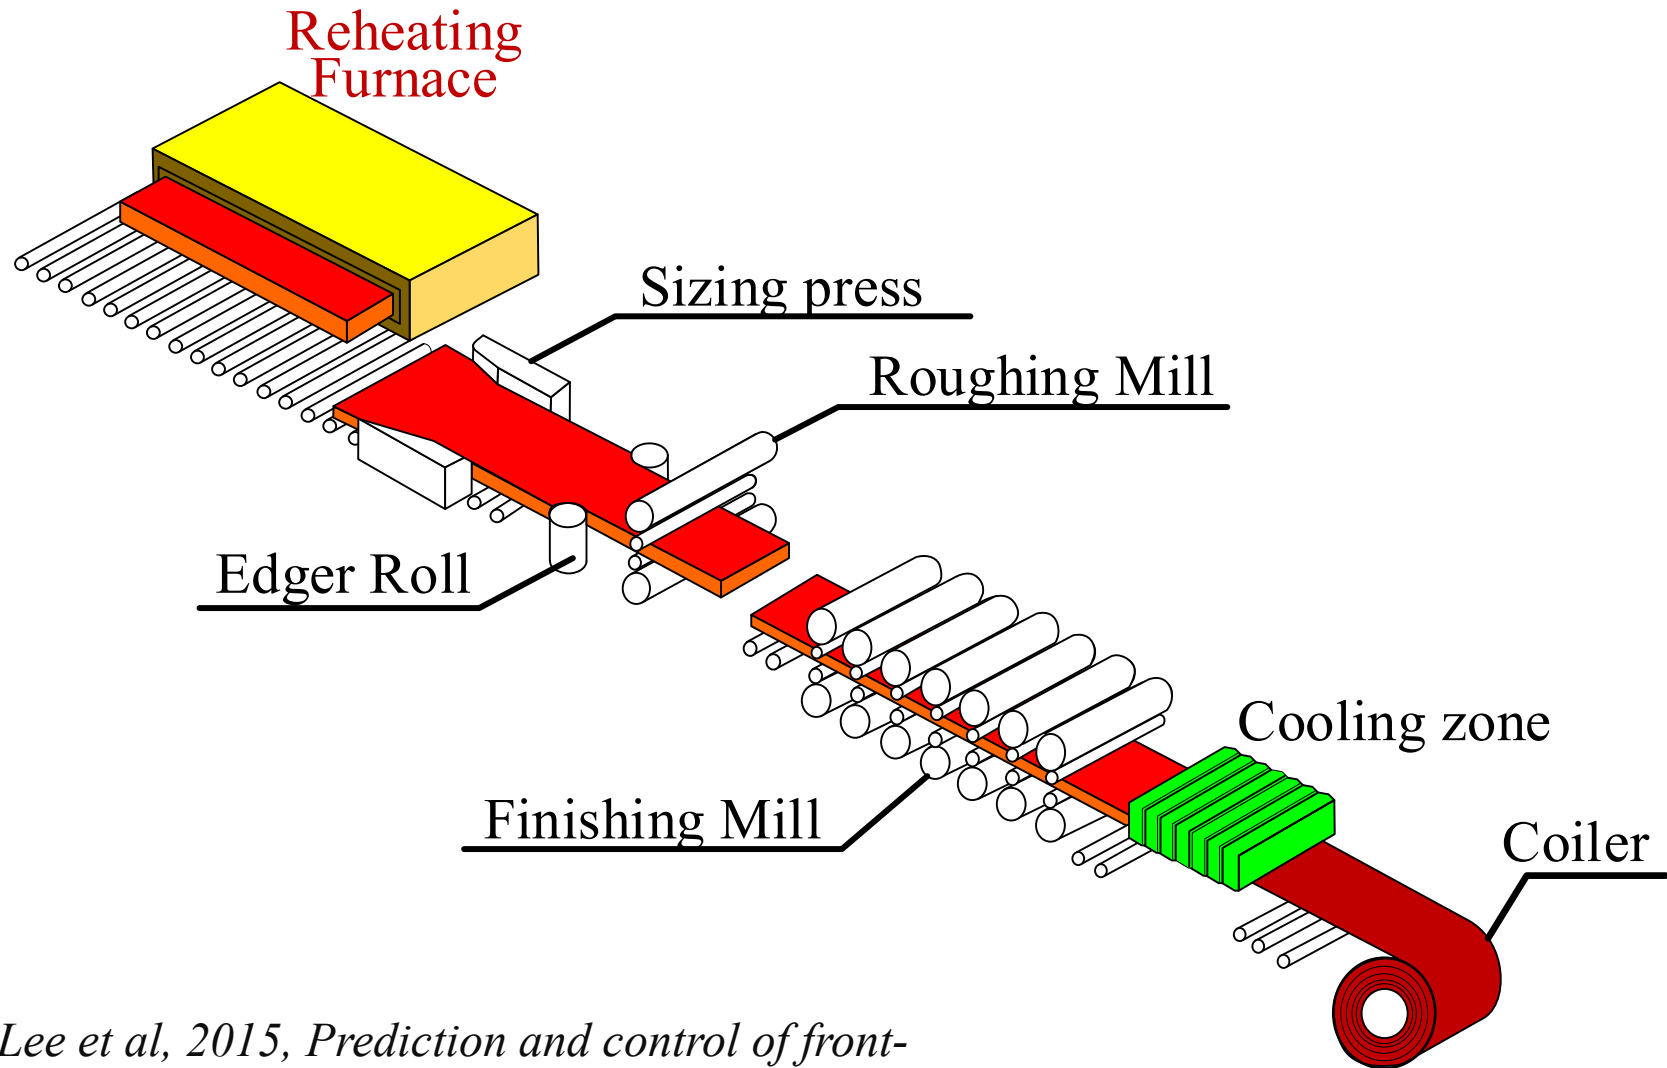 Reheating
Furnace
Sizing press
Roughing Mill
Edger Roll
Cooling zone
Finishing Mill
Coiler
Lee et al, 2015, Prediction and control of front-